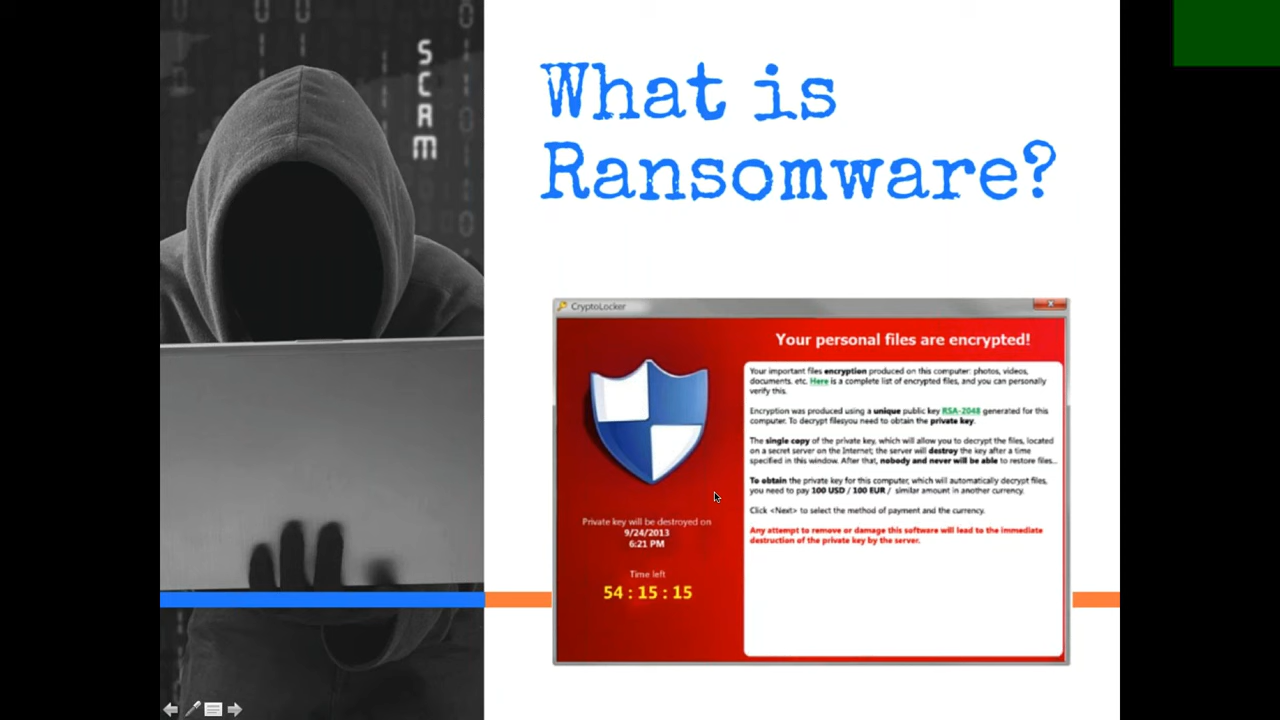 SCAM
What is
Ransomware?
CryptoLocker
Your personal files are encrypted!
Your important files encryption produced on this computer: photos, videos,
documents, etc. Here is a complete list of encrypted files, and you can personally
verify this.
Encryption was produced using a unique public key RSA-2048 generated for this
computer. To decrypt filesyou need to obtain the private key.
The single copy of the private key, which will allow you to decrypt the files, located
on a secret server on the Internet; the server will destroy the key after a time
specified in this window. After that, nobody and never will be able to restore files...
To obtain the private key for this computer, which will automatically decrypt files,
you need to pay 100 USD / 100 EUR / similar amount in another currency.
Click <Next> to select the method of payment and the currency.
Any attempt to remove or damage this software will lead to the immediate
destruction of the private key by the server.
Private key will be destroyed on
9/24/2013
6:21 PM
Time left
54 : 15 : 15